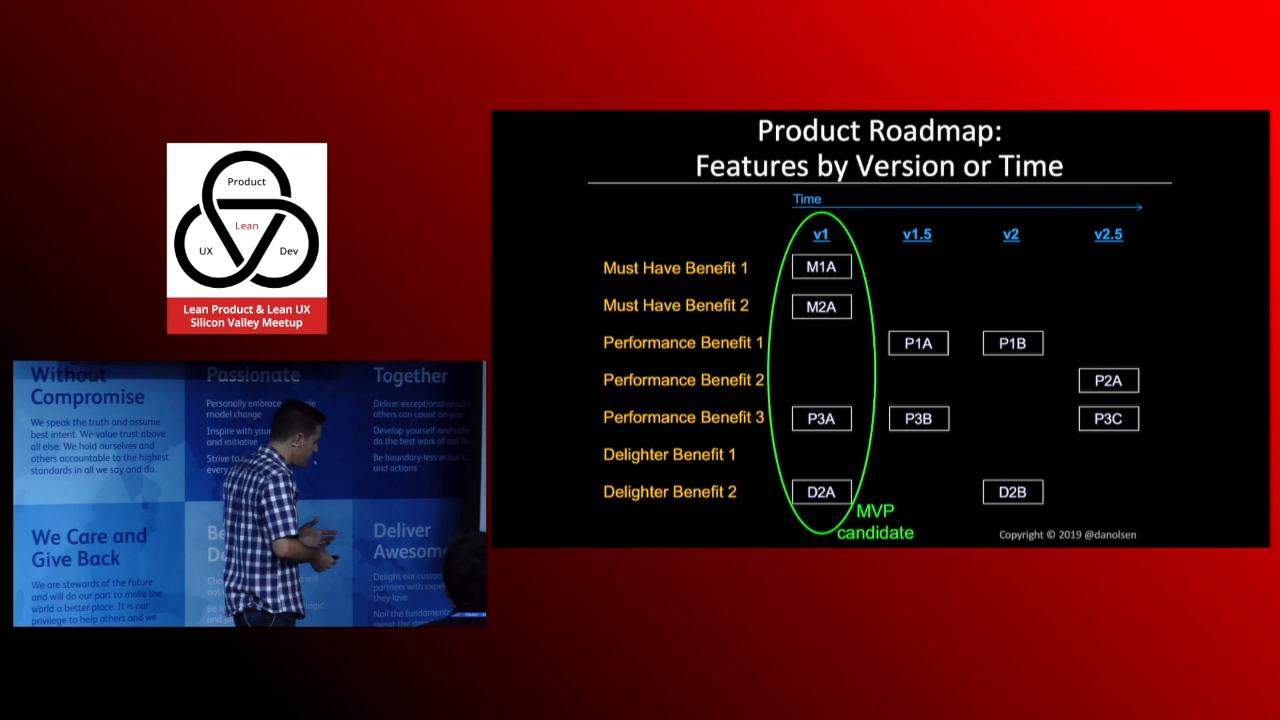 Product
Lean
UX
Dev
Lean Product & Lean UX
Silicon Valley Meetup
Without
Compromise
We speak the truth and assume
best intent. We value trust above
all else. We hold ourselves and
others accountable to the highest
standards in all we say and do.
Passionate
Personally embrace
model change
Inspire with your
and initiative
Strive to
every
Together
Deliver exceptional results
others can count on you
Develop yourself and
do the best work of
Be boundary-less in
and actions
We Care and
Give Back
We are stewards of the future
and will do our part to make the
world a better place. It is our
privilege to help others and we
Deliver
Awesome
Delight our
partners with
they love
Nail the
Product Roadmap:
Features by Version or Time
Time
v1 v1.5 v2 v2.5
Must Have Benefit 1 M1A
Must Have Benefit 2 M2A
Performance Benefit 1 P1A P1B
Performance Benefit 2 P2A
Performance Benefit 3 P3A P3B P3C
Delighter Benefit 1
Delighter Benefit 2 D2A D2B
MVP
candidate
Copyright © 2019 @danolsen